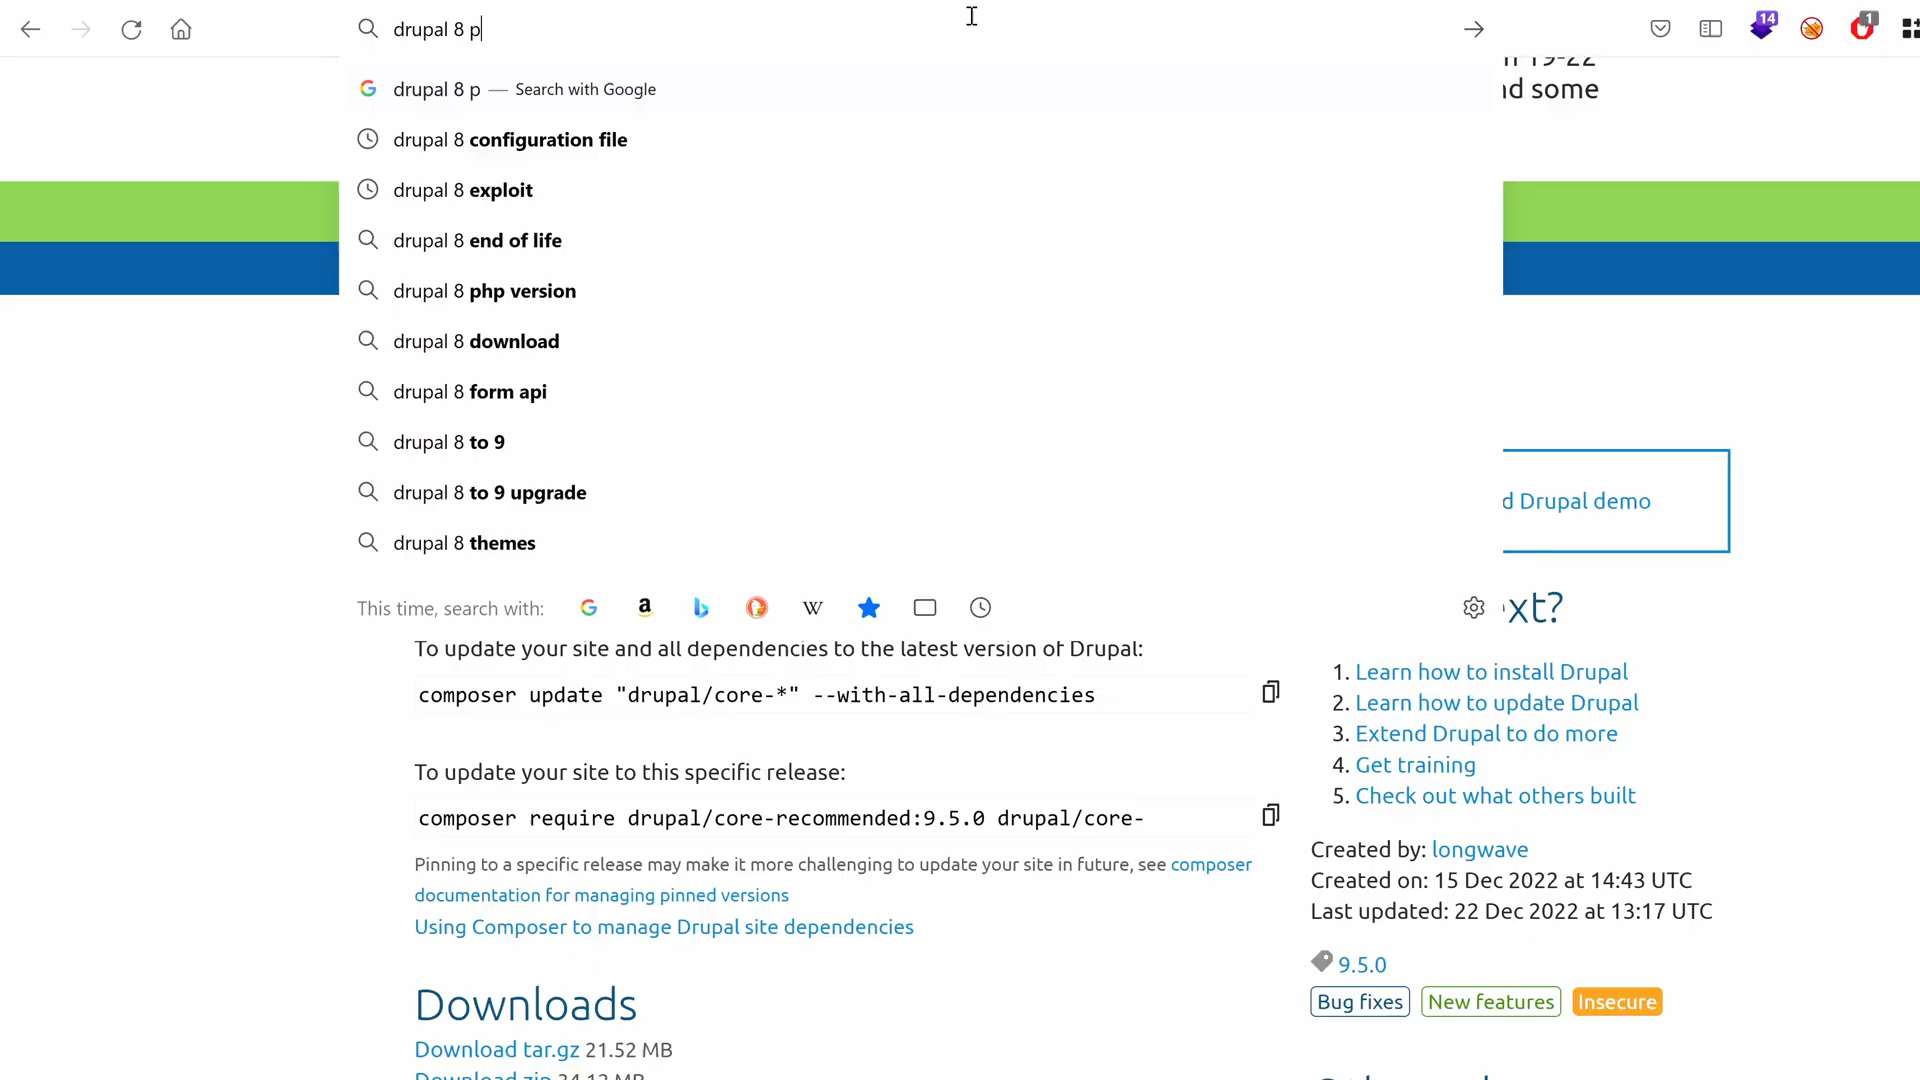 drupal 8 p
14
1
drupal 8 p — Search with Google
nd some
drupal 8 configuration file
drupal 8 exploit
drupal 8 end of life
drupal 8 php version
drupal 8 download
drupal 8 form api
drupal 8 to 9
drupal 8 to 9 upgrade
d Drupal demo
drupal 8 themes
This time, search with:
xt?
To update your site and all dependencies to the latest version of Drupal:
composer update "drupal/core-*" --with-all-dependencies
To update your site to this specific release:
composer require drupal/core-recommended:9.5.0 drupal/core-
Pinning to a specific release may make it more challenging to update your site in future, see composer
documentation for managing pinned versions
Using Composer to manage Drupal site dependencies
Downloads
Download tar.gz 21.52 MB
Download zip 34.12 MB
1. Learn how to install Drupal
2. Learn how to update Drupal
3. Extend Drupal to do more
4. Get training
5. Check out what others built
Created by: longwave
Created on: 15 Dec 2022 at 14:43 UTC
Last updated: 22 Dec 2022 at 13:17 UTC
9.5.0
Bug fixes
New features
Insecure